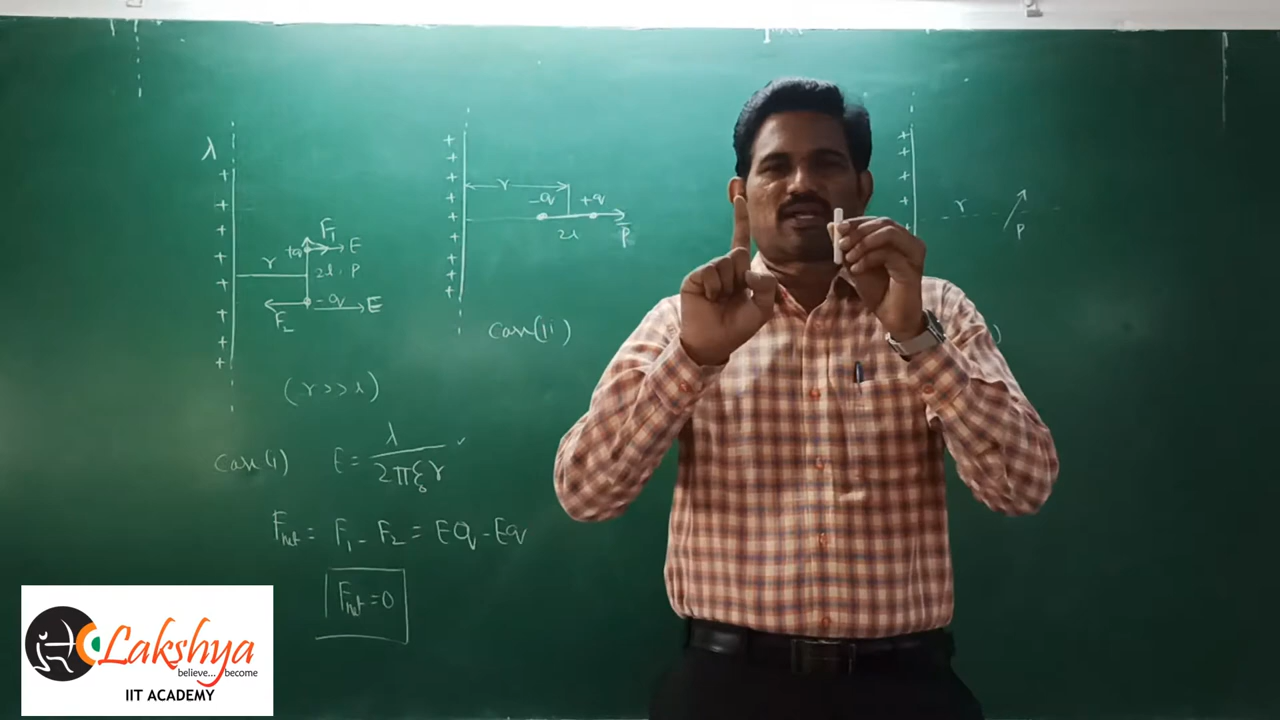 λ
+ + + + + + + +
F₁
+q
E
r
2l, P
-q
E
F₂
(r >> l)
Case(i) E = λ / 2πε₀r ✓
Fnet = F₁ - F₂ = Eq - Eq
Fnet = 0
+ + + + + + + + +
r
-q +q
2l
P̄
Case(ii)
+ + + + + +
r
P
)
Lakshya
believe... become
IIT ACADEMY